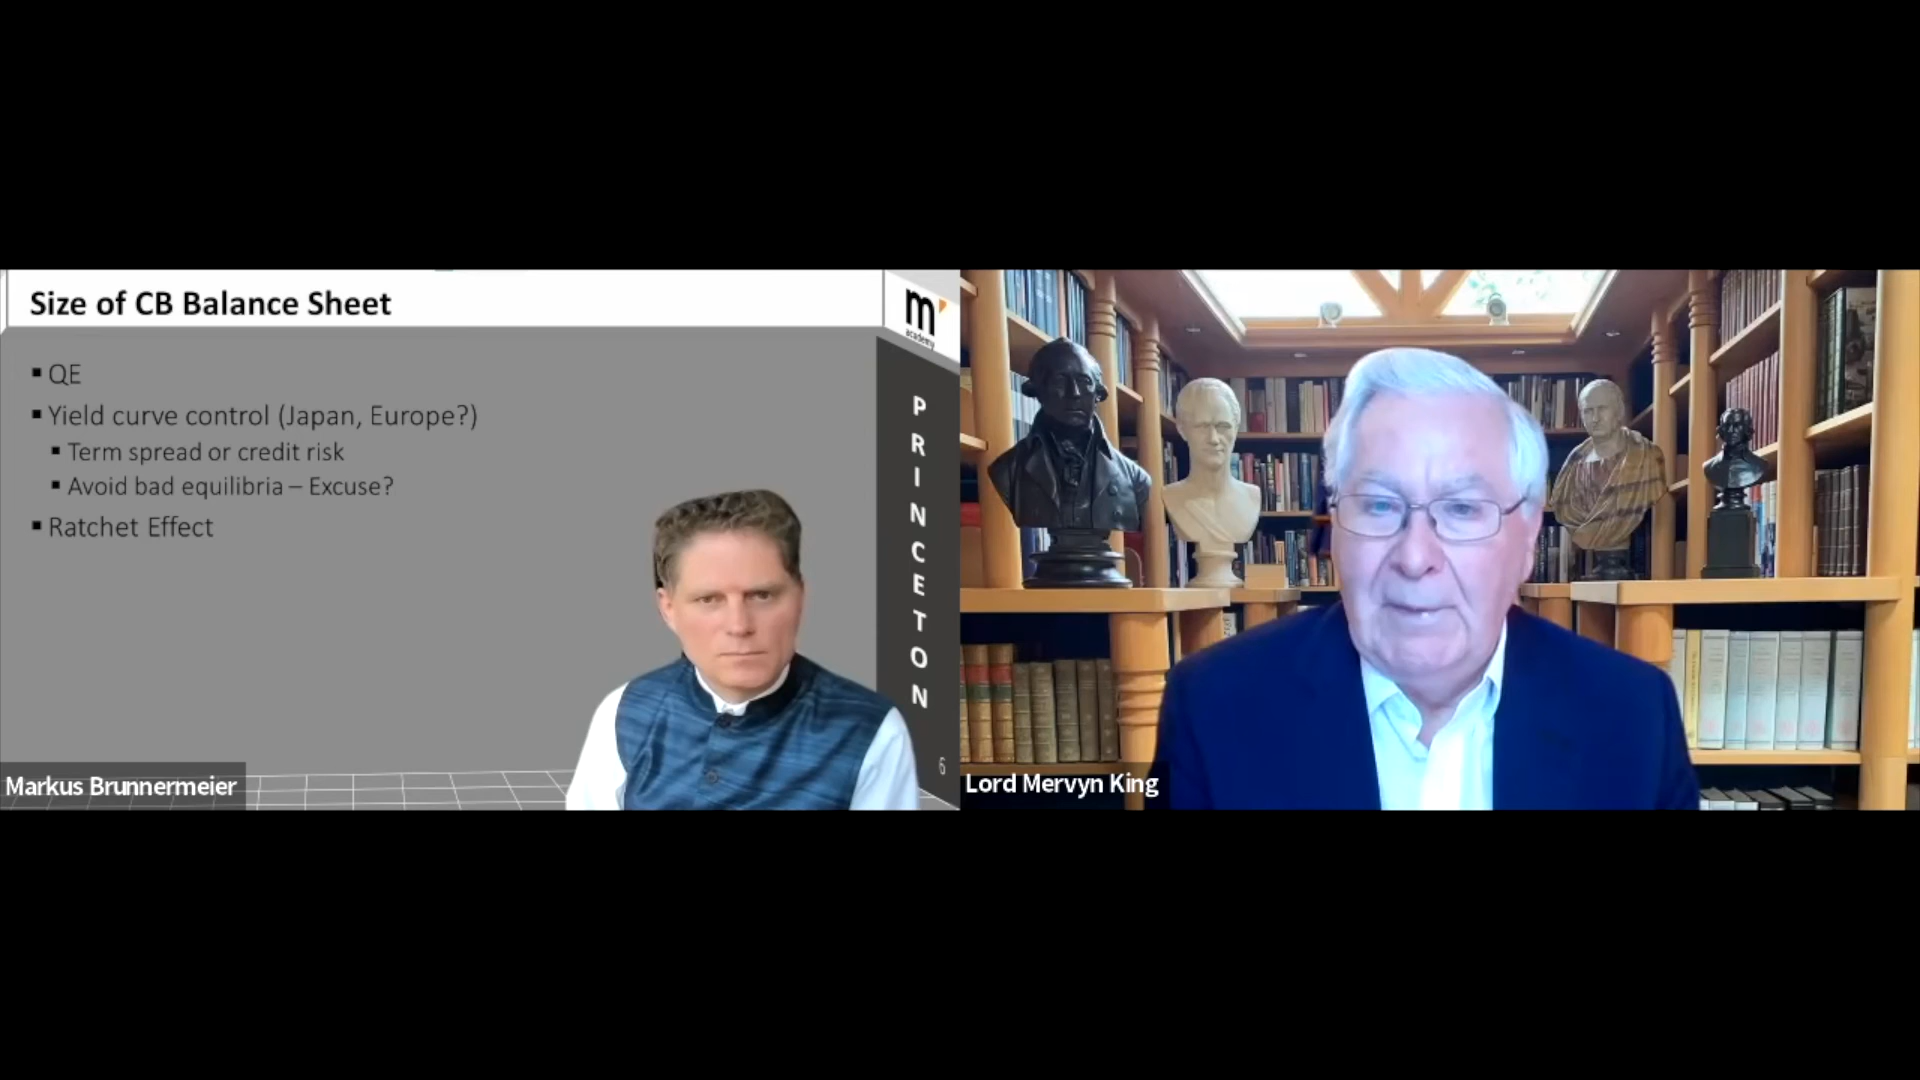 Size of CB Balance Sheet
m
academy
▪ QE
▪ Yield curve control (Japan, Europe?)
▪ Term spread or credit risk
▪ Avoid bad equilibria – Excuse?
▪ Ratchet Effect
PRINCETON
6
Markus Brunnermeier
Lord Mervyn King